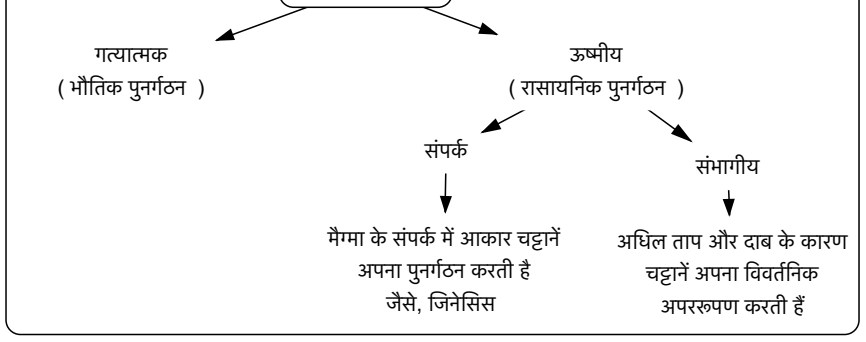 गत्यात्मक
( भौतिक पुनर्गठन )
ऊष्मीय
( रासायनिक पुनर्गठन )
संपर्क
मैग्मा के संपर्क में आकार चट्टानें
अपना पुनर्गठन करती है
जैसे, जिनेसिस
संभागीय
अधिल ताप और दाब के कारण
चट्टानें अपना विवर्तनिक
अपररूपण करती हैं